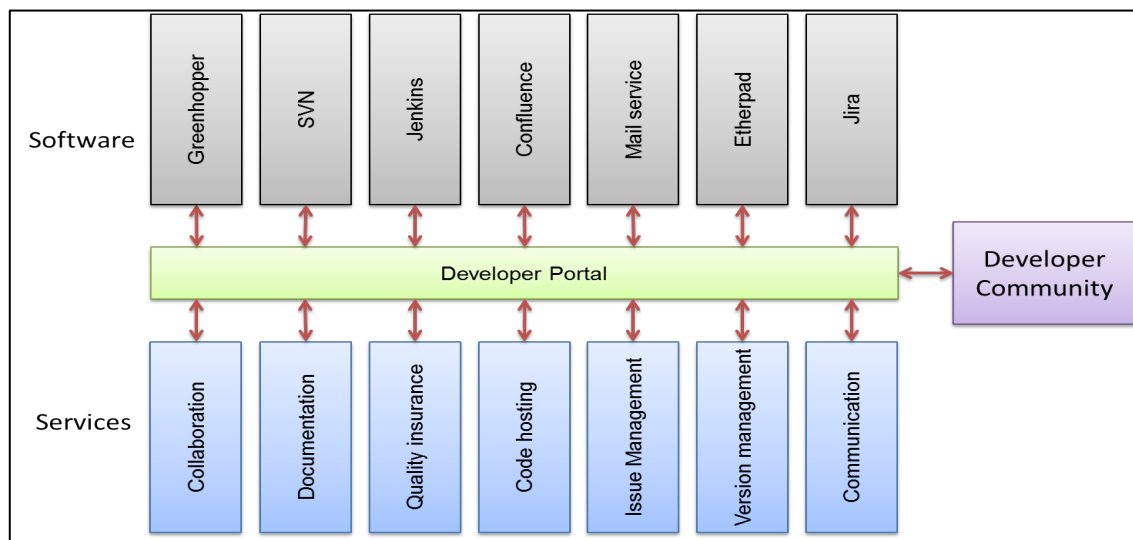 Software
Greenhopper
SVN
Jenkins
Confluence
Mail service
Etherpad
Jira
Developer Portal
Developer
Community
Services
Collaboration
Documentation
Quality insurance
Code hosting
Issue Management
Version management
Communication